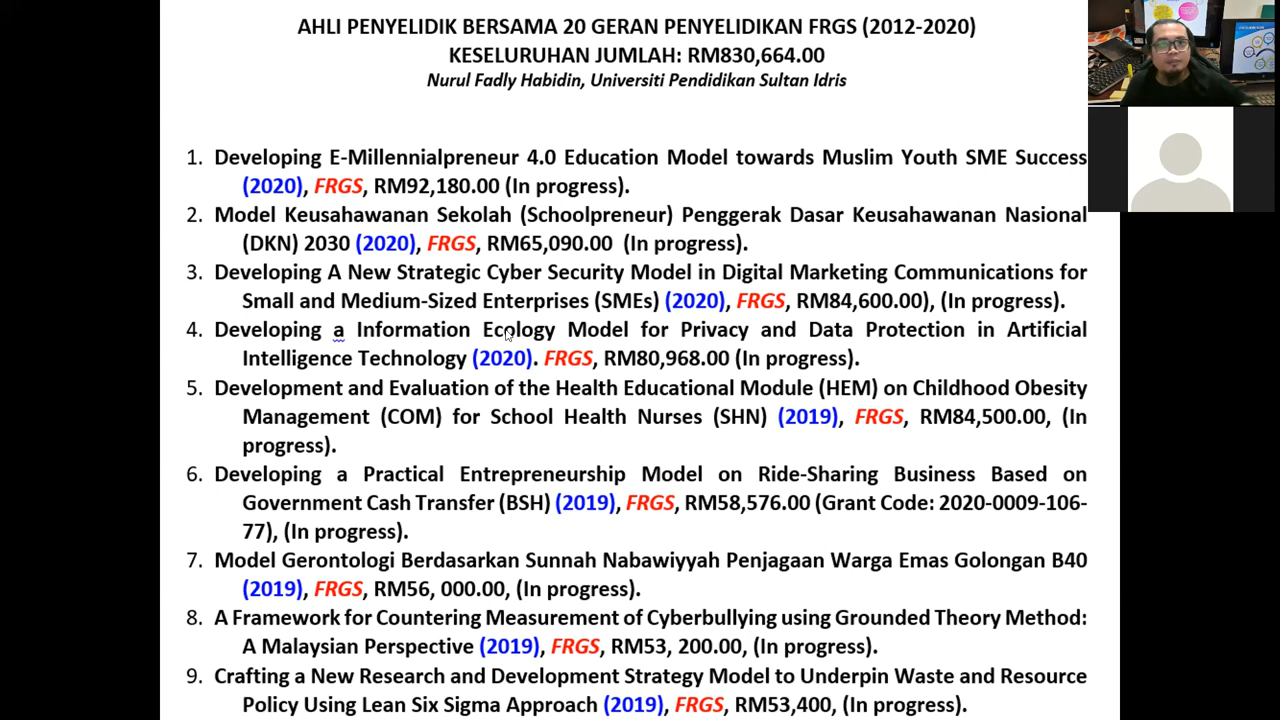 AHLI PENYELIDIK BERSAMA 20 GERAN PENYELIDIKAN FRGS (2012-2020)
KESELURUHAN JUMLAH: RM830,664.00
Nurul Fadly Habidin, Universiti Pendidikan Sultan Idris
1. Developing E-Millennialpreneur 4.0 Education Model towards Muslim Youth SME Success
(2020), FRGS, RM92,180.00 (In progress).
2. Model Keusahawanan Sekolah (Schoolpreneur) Penggerak Dasar Keusahawanan Nasional
(DKN) 2030 (2020), FRGS, RM65,090.00 (In progress).
3. Developing A New Strategic Cyber Security Model in Digital Marketing Communications for
Small and Medium-Sized Enterprises (SMEs) (2020), FRGS, RM84,600.00), (In progress).
4. Developing a Information Ecology Model for Privacy and Data Protection in Artificial
Intelligence Technology (2020). FRGS, RM80,968.00 (In progress).
5. Development and Evaluation of the Health Educational Module (HEM) on Childhood Obesity
Management (COM) for School Health Nurses (SHN) (2019), FRGS, RM84,500.00, (In
progress).
6. Developing a Practical Entrepreneurship Model on Ride-Sharing Business Based on
Government Cash Transfer (BSH) (2019), FRGS, RM58,576.00 (Grant Code: 2020-0009-106-
77), (In progress).
7. Model Gerontologi Berdasarkan Sunnah Nabawiyyah Penjagaan Warga Emas Golongan B40
(2019), FRGS, RM56, 000.00, (In progress).
8. A Framework for Countering Measurement of Cyberbullying using Grounded Theory Method:
A Malaysian Perspective (2019), FRGS, RM53, 200.00, (In progress).
9. Crafting a New Research and Development Strategy Model to Underpin Waste and Resource
Policy Using Lean Six Sigma Approach (2019), FRGS, RM53,400, (In progress).